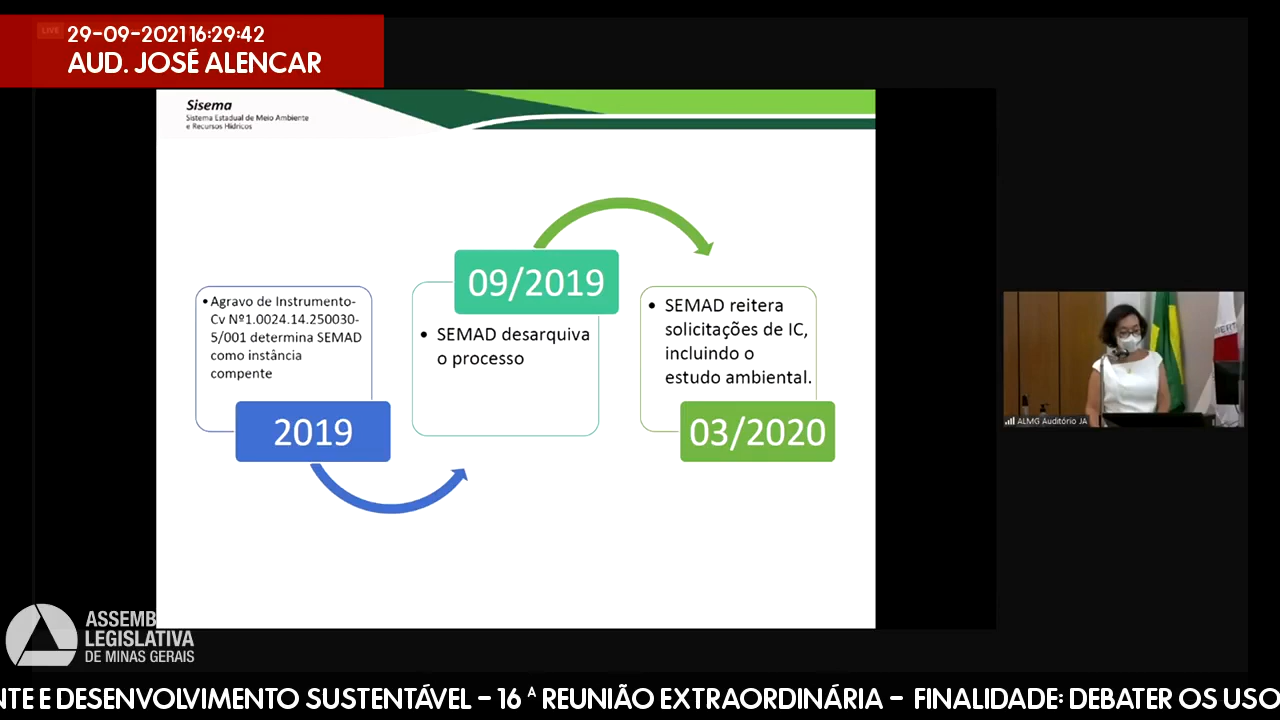 LIVE
29-09-2021 16:29:42
AUD. JOSÉ ALENCAR
Sisema
Sistema Estadual de Meio Ambiente
e Recursos Hídricos
• Agravo de Instrumento-
Cv Nº1.0024.14.250030-
5/001 determina SEMAD
como instância
compente
2019
09/2019
• SEMAD desarquiva
o processo
• SEMAD reitera
solicitações de IC,
incluindo o
estudo ambiental.
03/2020
ALMG Auditório JA
ASSEMB
LEGISLATIVA
DE MINAS GERAIS
NTE E DESENVOLVIMENTO SUSTENTÁVEL - 16 ª REUNIÃO EXTRAORDINÁRIA - FINALIDADE: DEBATER OS USO